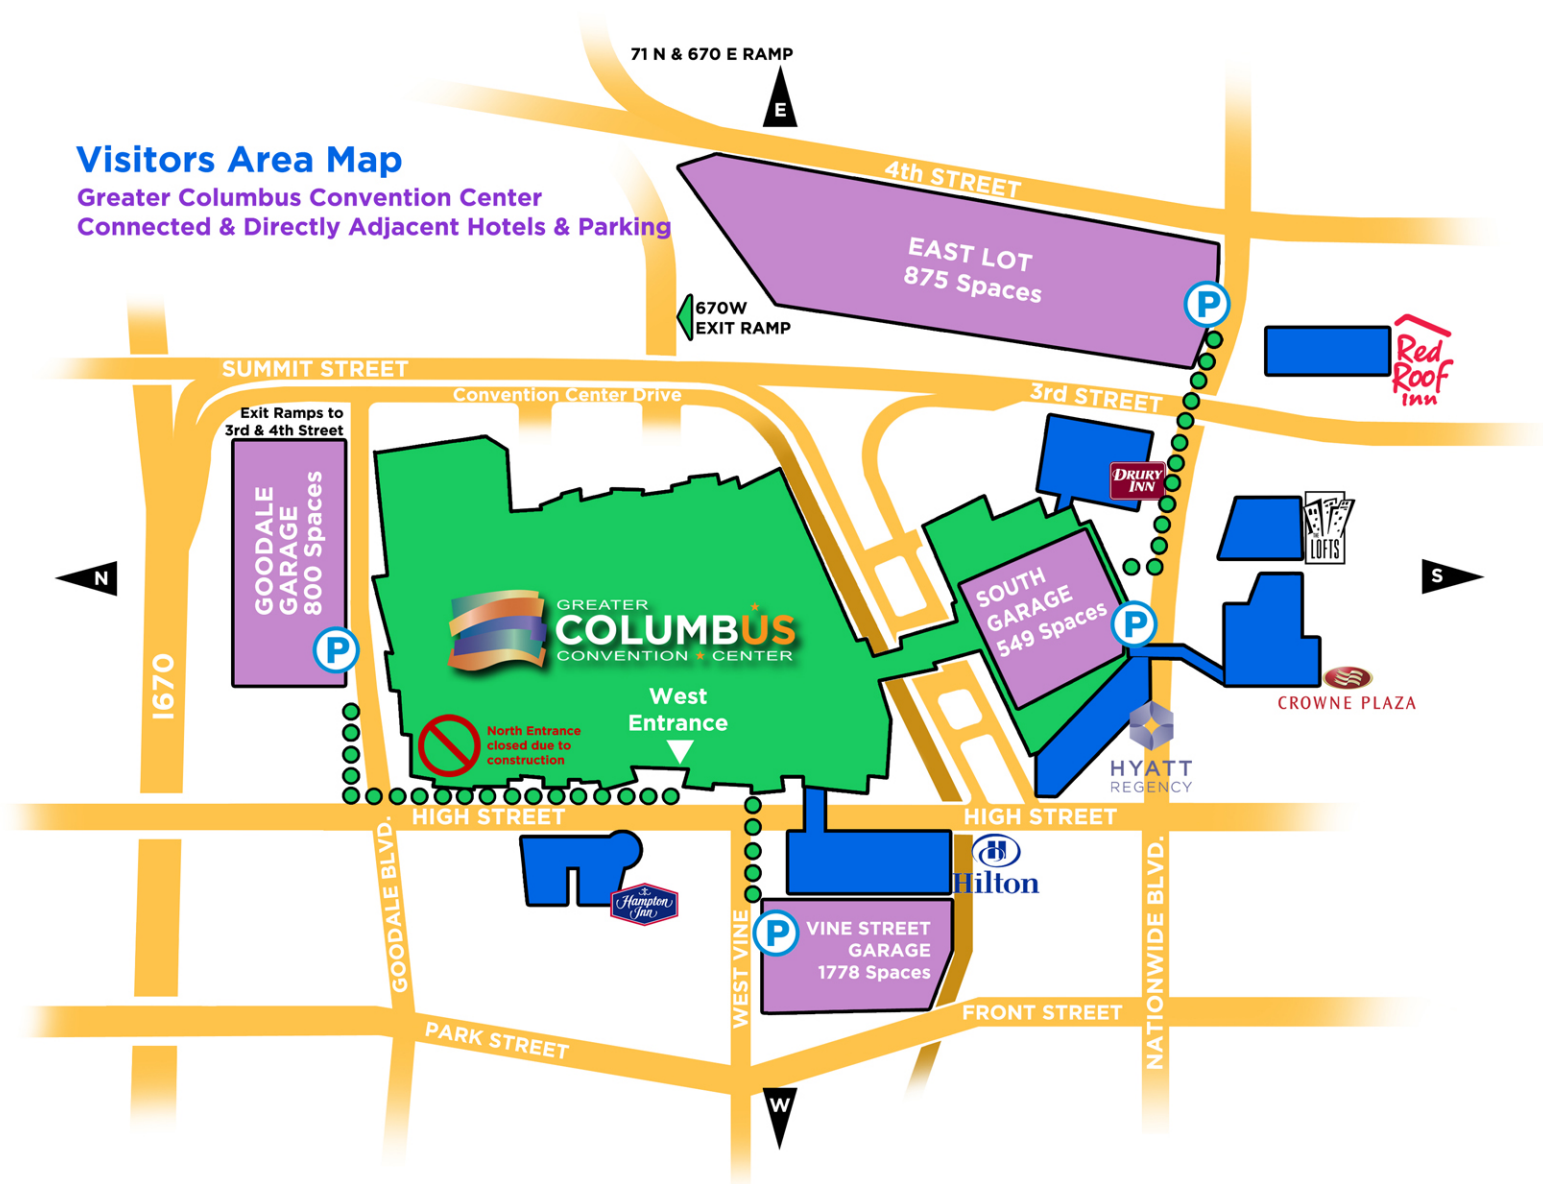 71 N & 670 E RAMP
E
Visitors Area Map
Greater Columbus Convention Center
Connected & Directly Adjacent Hotels & Parking
4th STREET
EAST LOT
875 Spaces
P
670W
EXIT RAMP
Red
Roof
inn
SUMMIT STREET
Convention Center Drive
3rd STREET
Exit Ramps to
3rd & 4th Street
GOODALE
GARAGE
800 Spaces
P
DRURY
INN
THE
LOFTS
N
S
I670
GREATER
COLUMBUS
CONVENTION CENTER
SOUTH
GARAGE
549 Spaces
P
West
Entrance
North Entrance
closed due to
construction
CROWNE PLAZA
HYATT
REGENCY
HIGH STREET
HIGH STREET
GOODALE BLVD.
Hampton
Inn
H
Hilton
WEST VINE
P
VINE STREET
GARAGE
1778 Spaces
NATIONWIDE BLVD.
FRONT STREET
PARK STREET
W